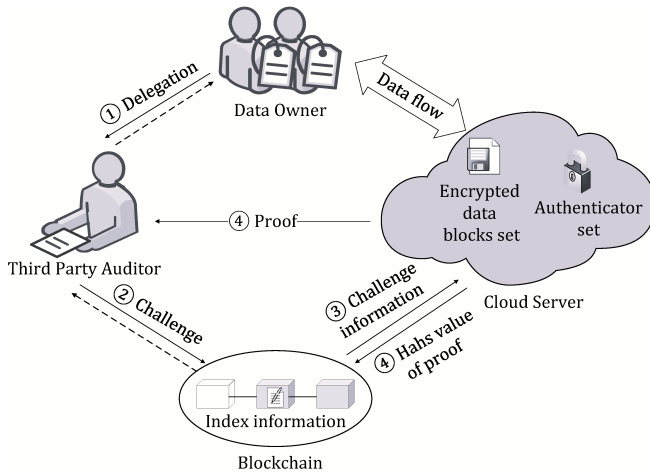 Data Owner
① Delegation
Data flow
Encrypted
data
blocks set
Authenticator
set
④ Proof
Third Party Auditor
Cloud Server
② Challenge
③ Challenge
information
④ Hahs value
of proof
Index information
Blockchain